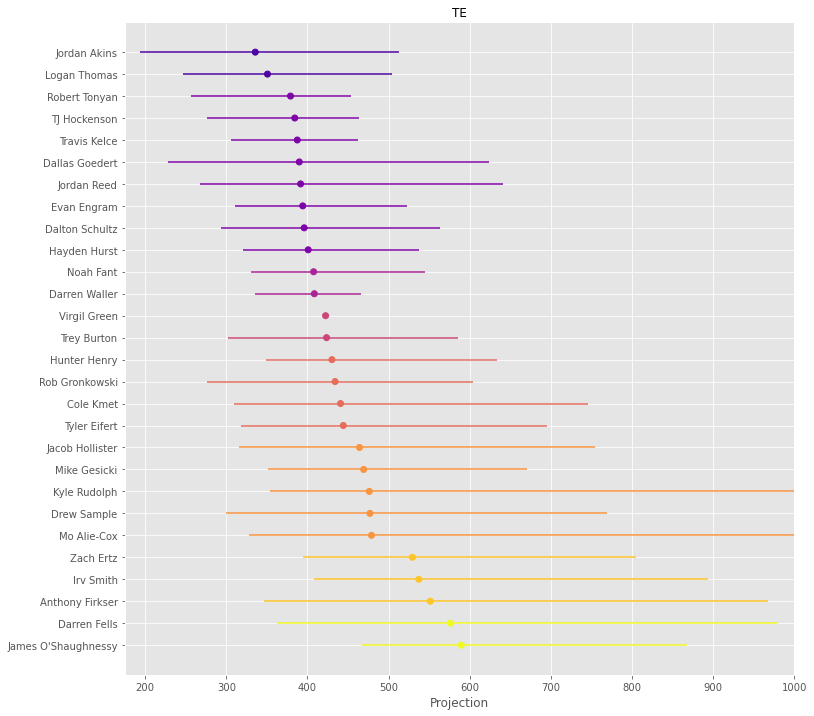 TE
Jordan Akins
Logan Thomas
Robert Tonyan
TJ Hockenson
Travis Kelce
Dallas Goedert
Jordan Reed
Evan Engram
Dalton Schultz
Hayden Hurst
Noah Fant
Darren Waller
Virgil Green
Trey Burton
Hunter Henry
Rob Gronkowski
Cole Kmet
Tyler Eifert
Jacob Hollister
Mike Gesicki
Kyle Rudolph
Drew Sample
Mo Alie-Cox
Zach Ertz
Irv Smith
Anthony Firkser
Darren Fells
James O'Shaughnessy
200 300 400 500 600 700 800 900 1000
Projection